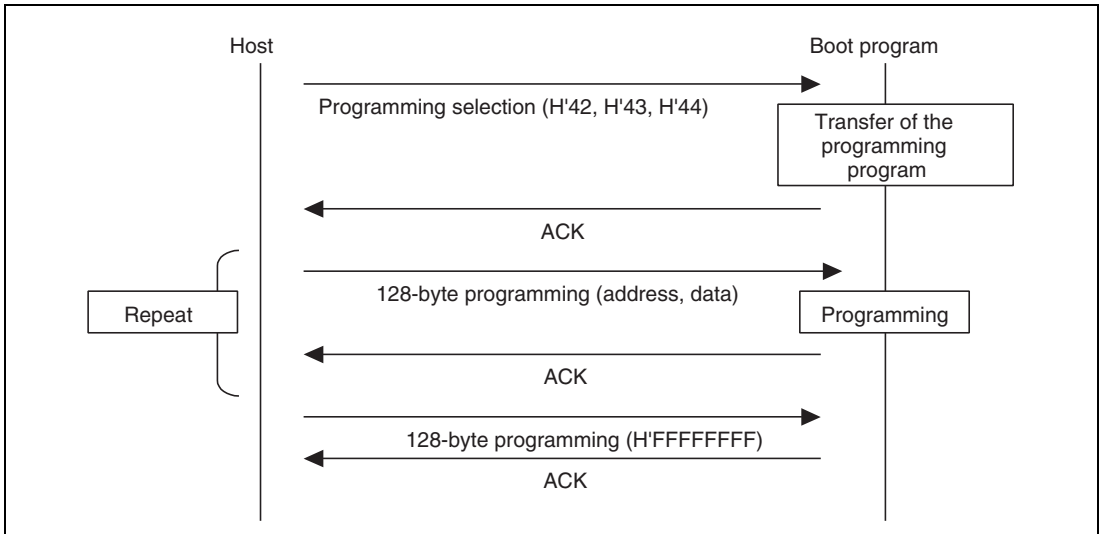 Host
Boot program
Programming selection (H'42, H'43, H'44)
Transfer of the
programming
program
ACK
128-byte programming (address, data)
Repeat
Programming
ACK
128-byte programming (H'FFFFFFFF)
ACK